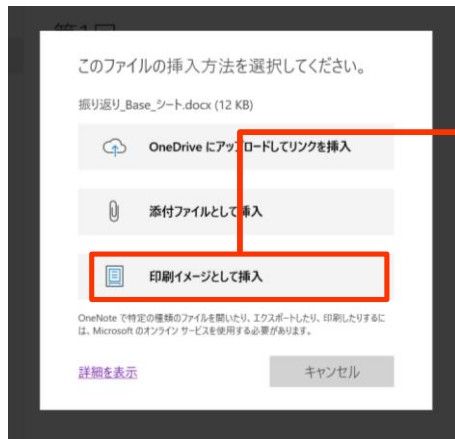 第1回
このファイルの挿入方法を選択してください。
振り返り_Base_シート.docx (12 KB)
OneDrive にアップロードしてリンクを挿入
添付ファイルとして挿入
印刷イメージとして挿入
OneNote で特定の種類のファイルを開いたり、エクスポートしたり、印刷したりするに
は、Microsoft のオンライン サービスを使用する必要があります。
詳細を表示
キャンセル